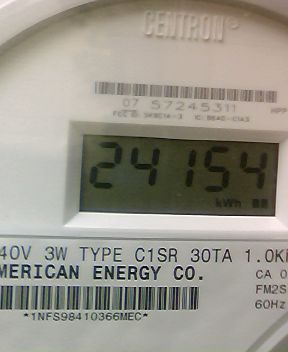 CENTRON®
07 57245311
24154
kWh
40V 3W TYPE C1SR 30TA 1.0K
MERICAN ENERGY CO.
CA 0
FM2S
60Hz
*1NFS98410366MEC*